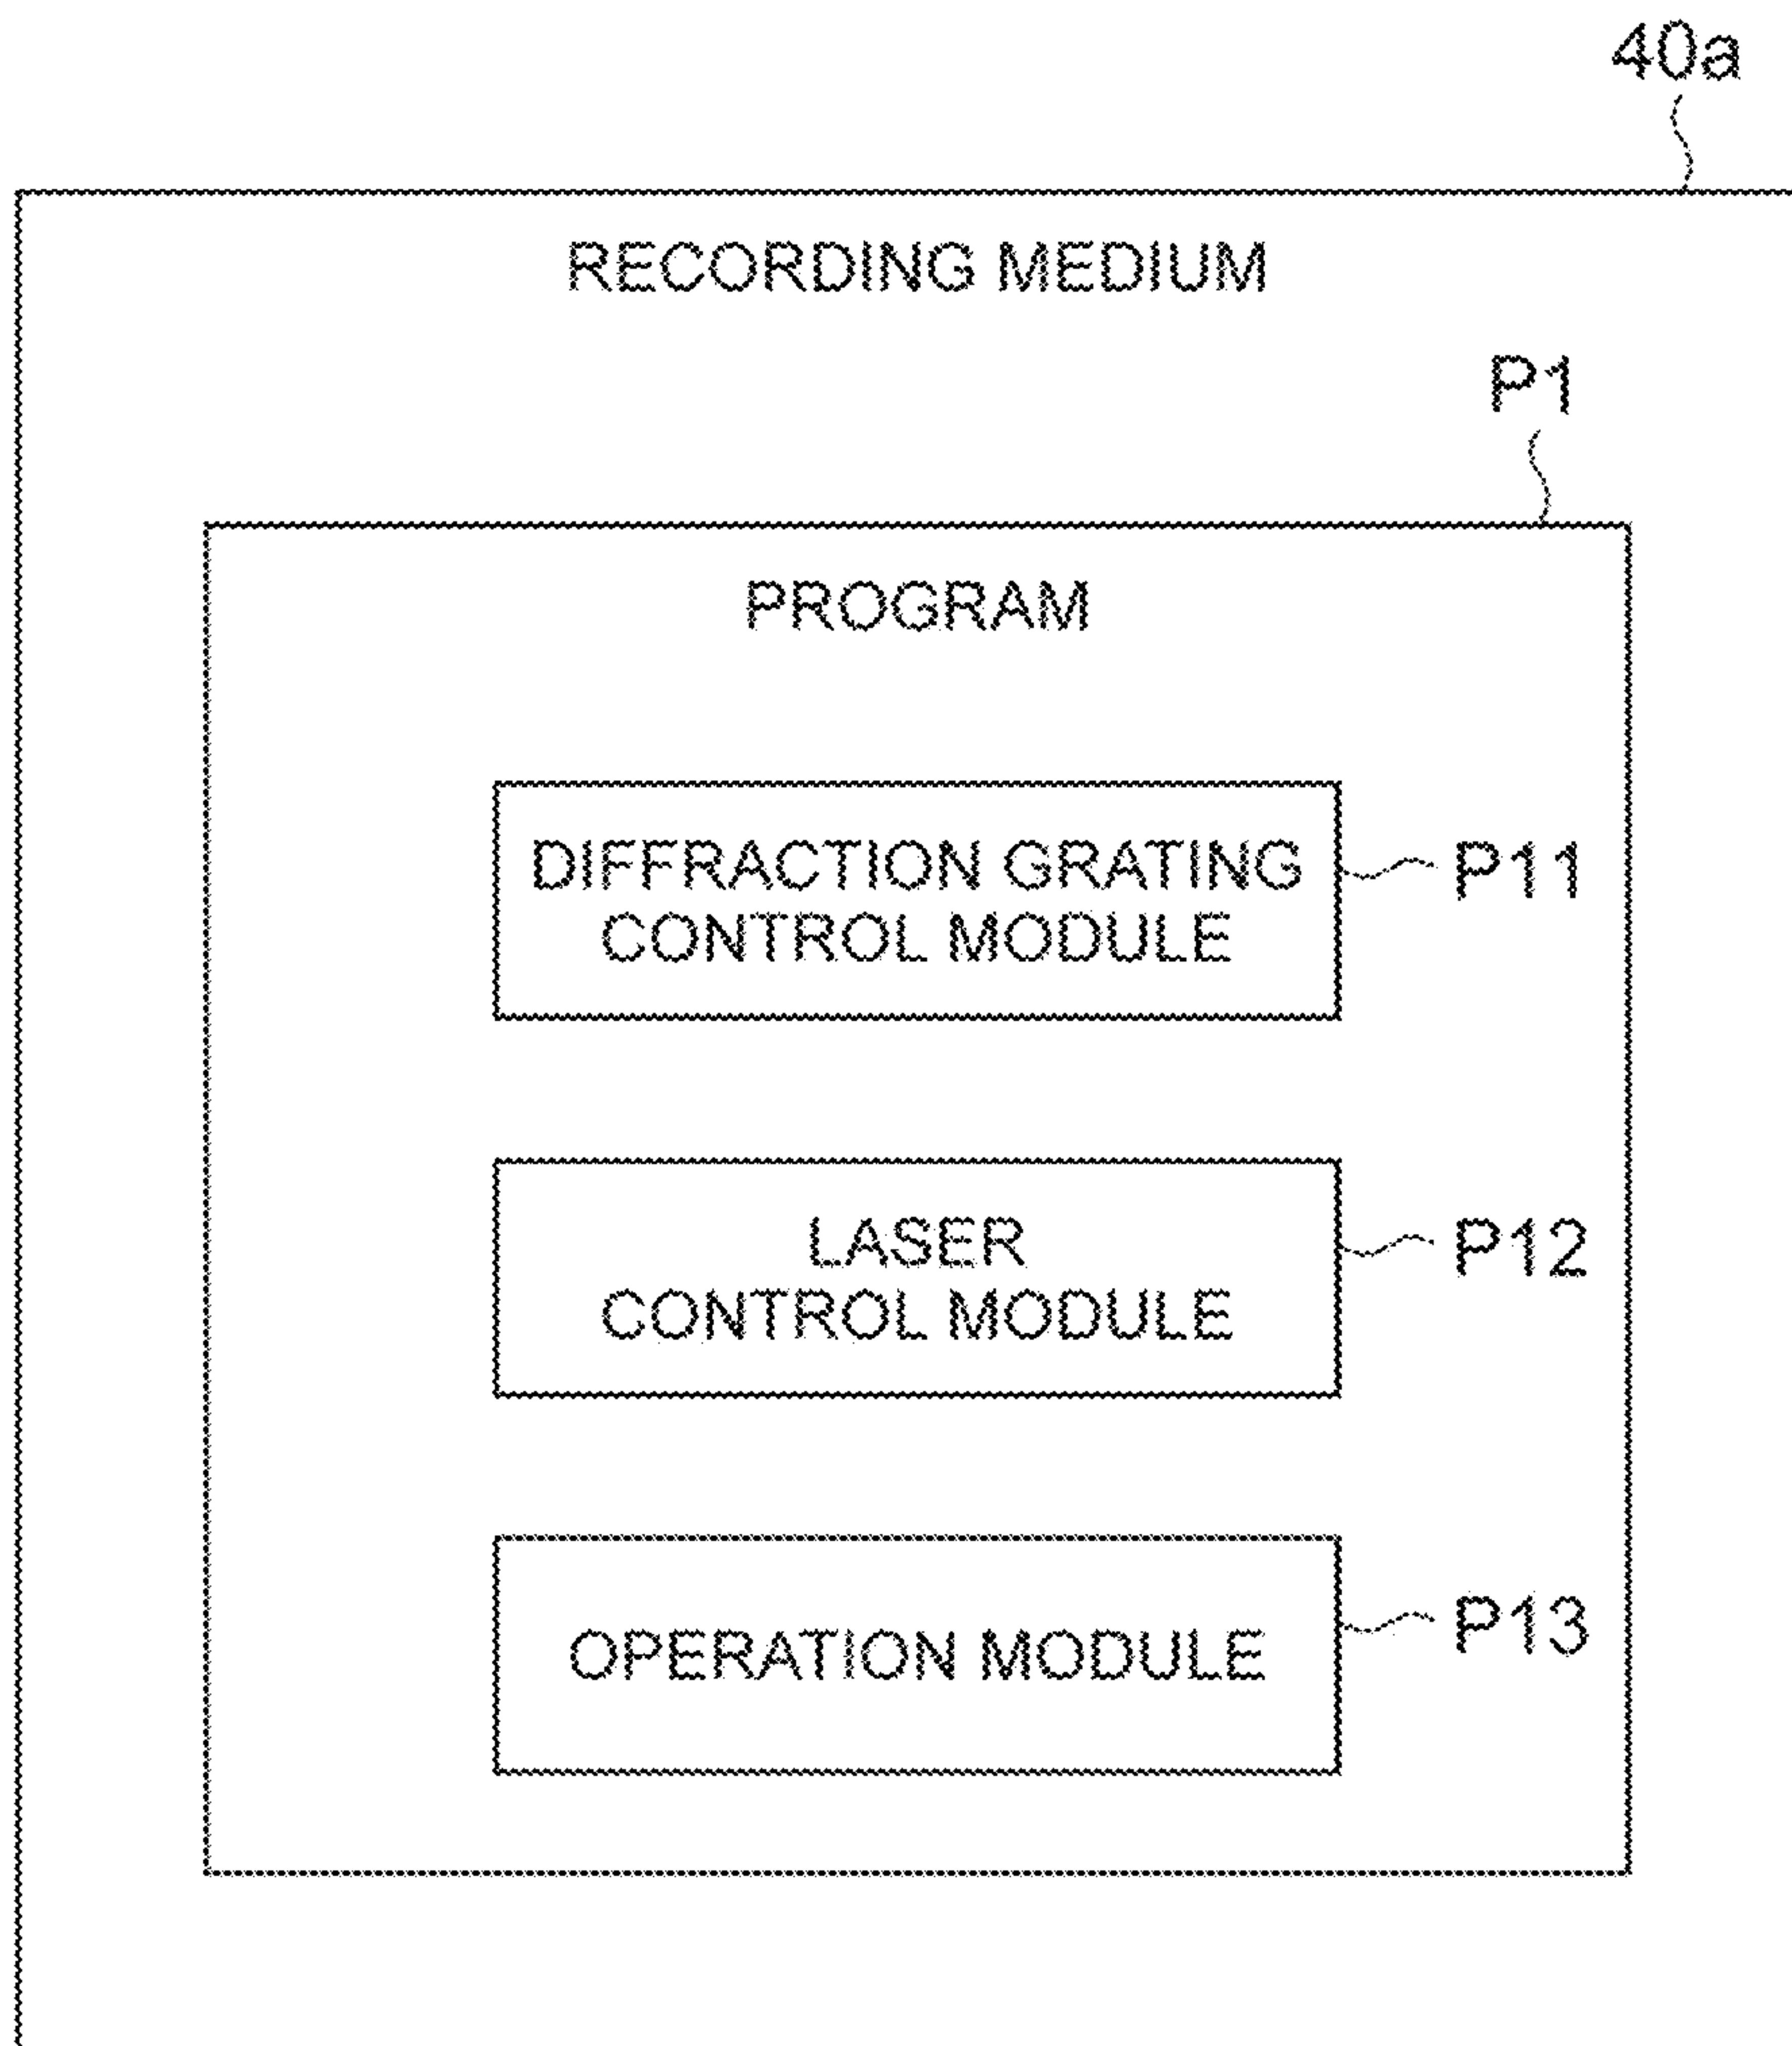 40a
RECORDING MEDIUM
P1
PROGRAM
DIFFRACTION GRATING
CONTROL MODULE
P11
LASER
CONTROL MODULE
P12
OPERATION MODULE
P13